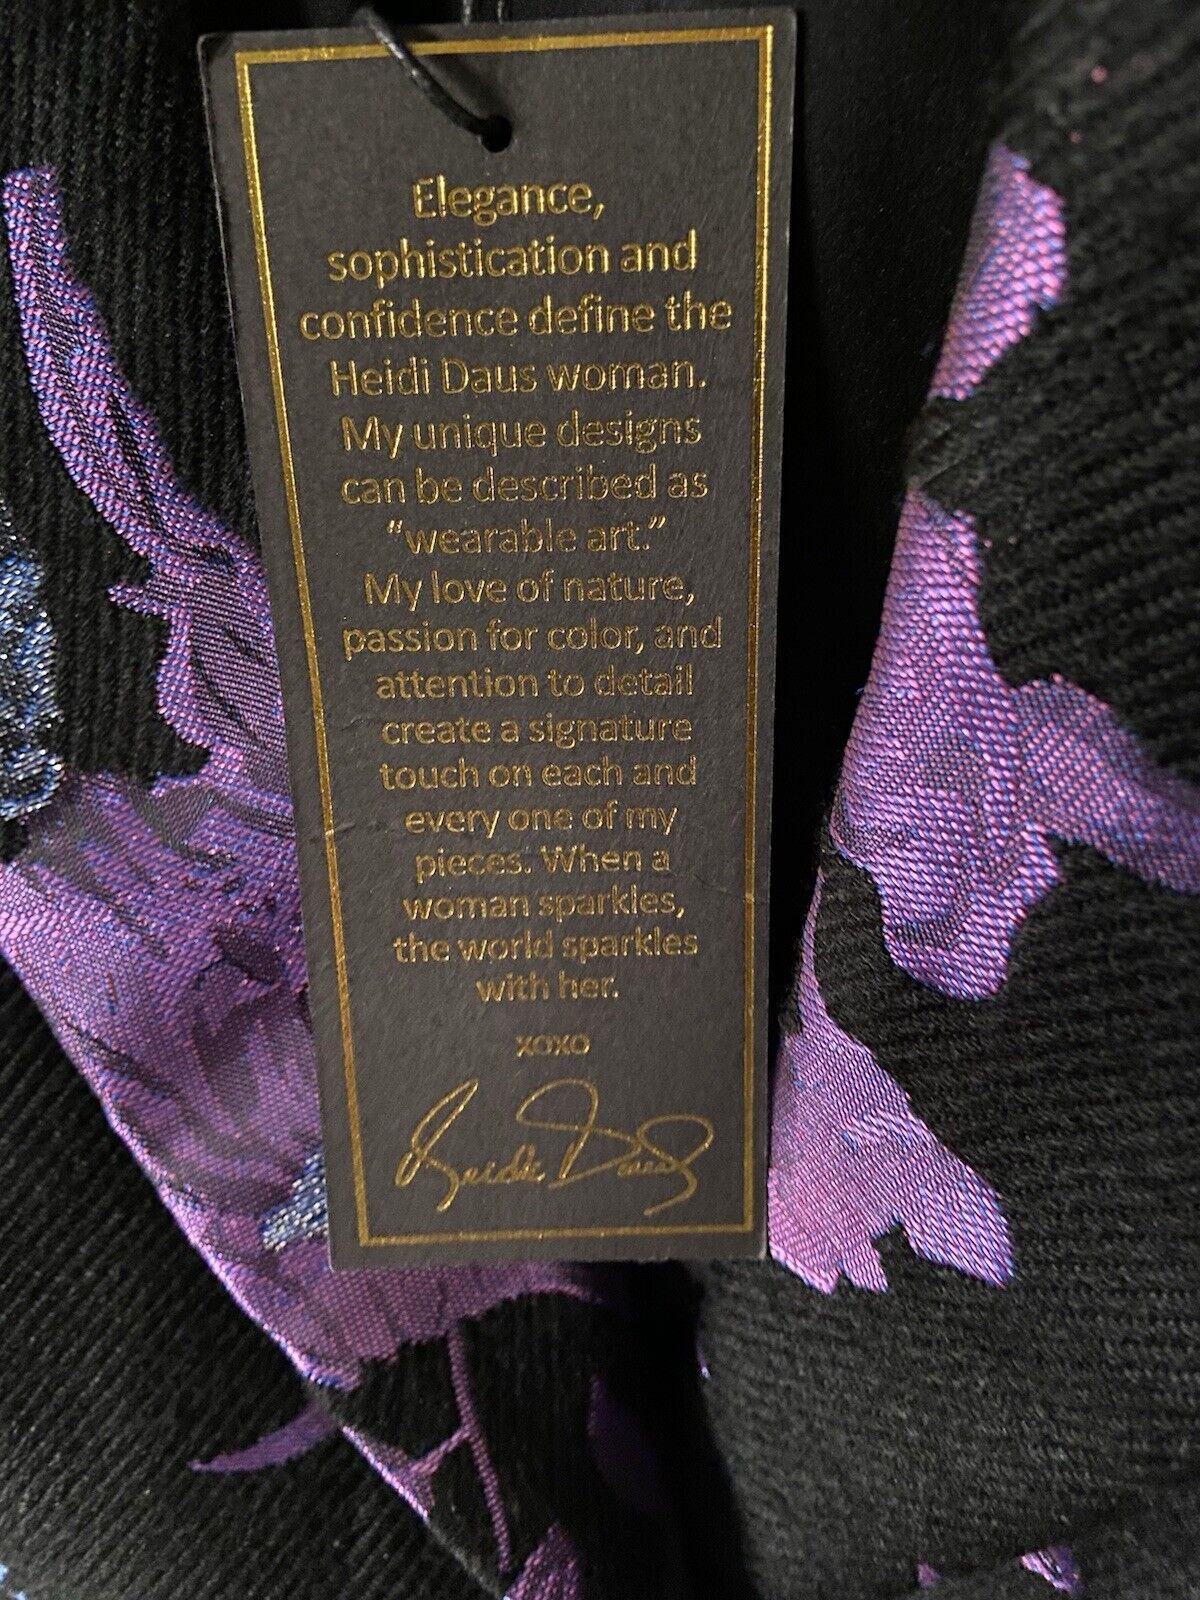 Elegance,
sophistication and
confidence define the
Heidi Daus woman.
My unique designs
can be described as
“wearable art.”
My love of nature,
passion for color, and
attention to detail
create a signature
touch on each and
every one of my
pieces. When a
woman sparkles,
the world sparkles
with her.
xoxo
Heidi Daus